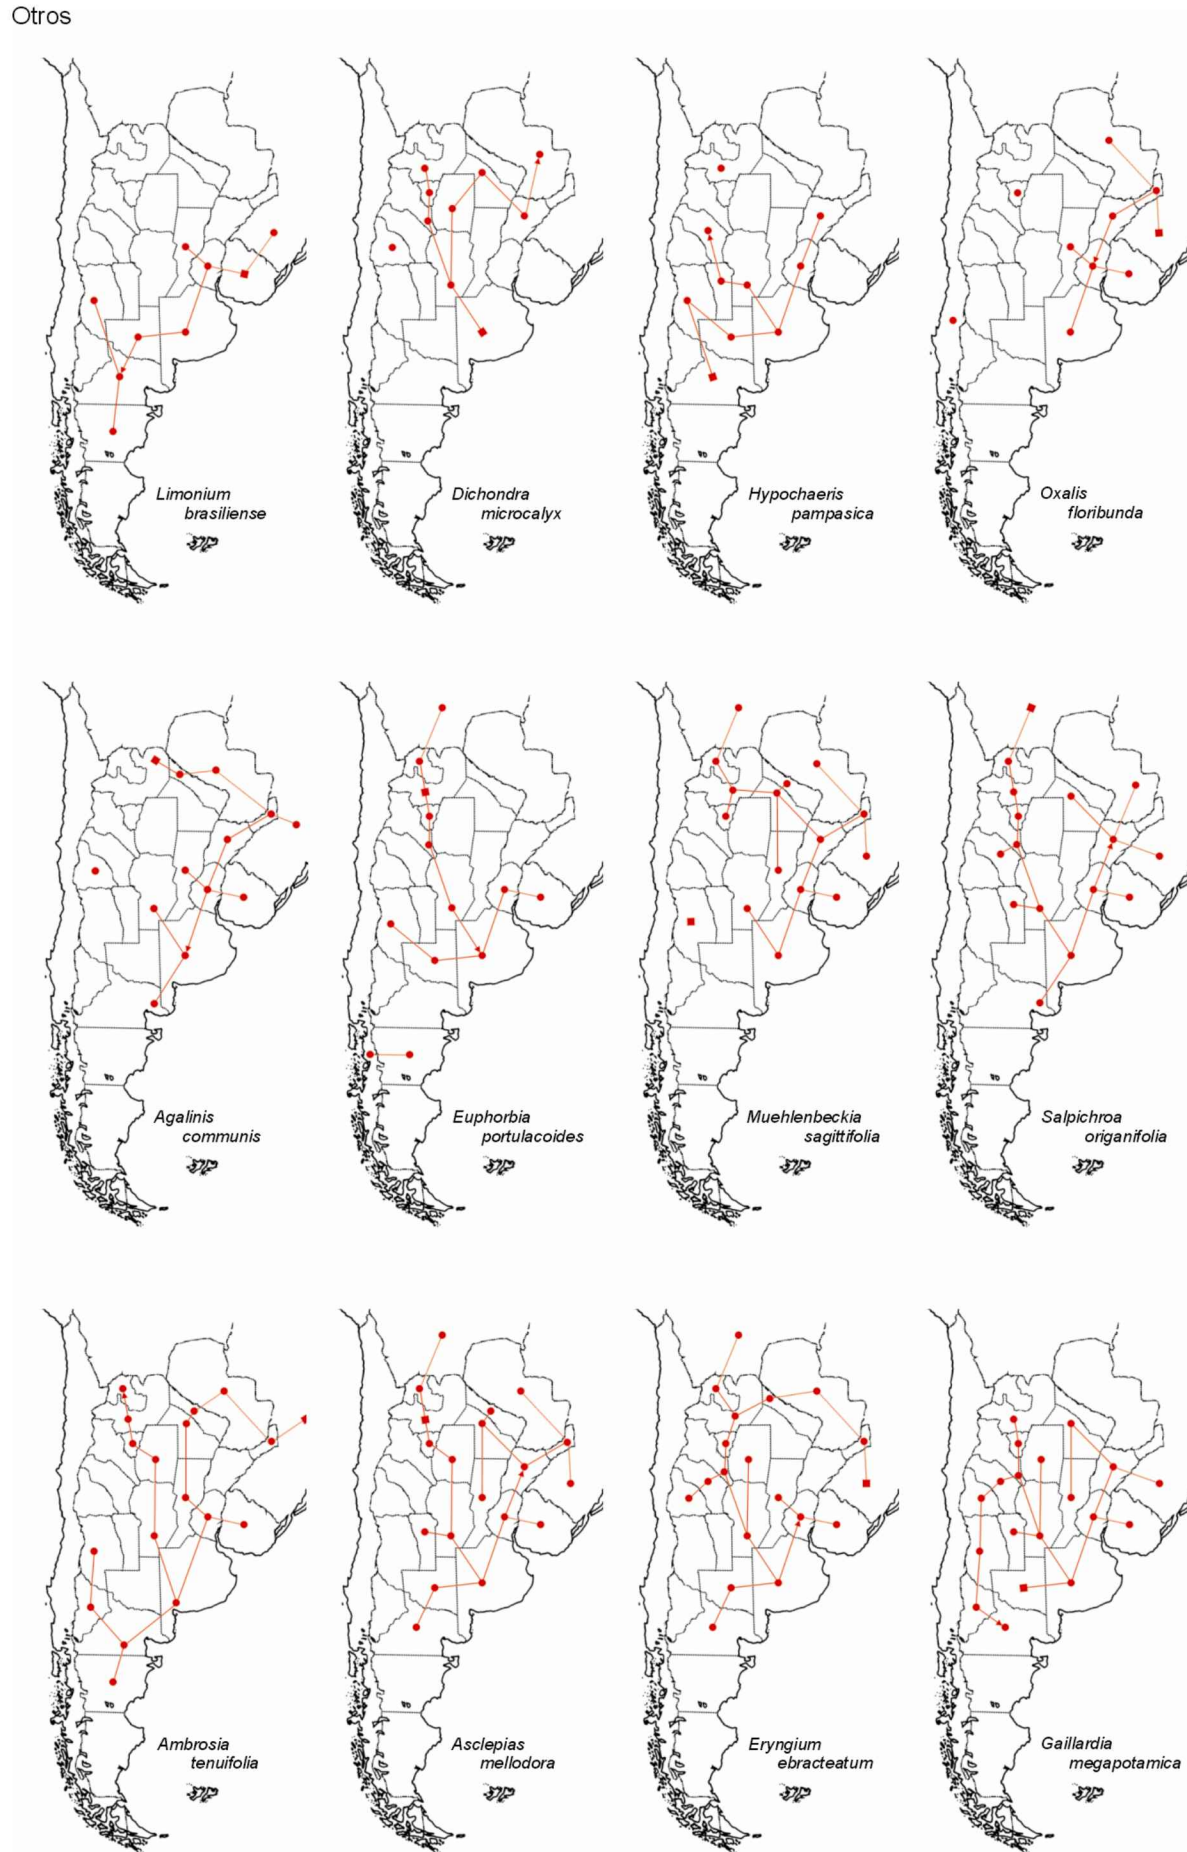 Otros
Limonium
brasiliense
Dichondra
microcalyx
Hypochaeris
pampasica
Oxalis
floribunda
Agalinis
communis
Euphorbia
portulacoides
Muehlenbeckia
sagittifolia
Salpichroa
origanifolia
Ambrosia
tenuifolia
Asclepias
mellodora
Eryngium
ebracteatum
Gaillardia
megapotamica